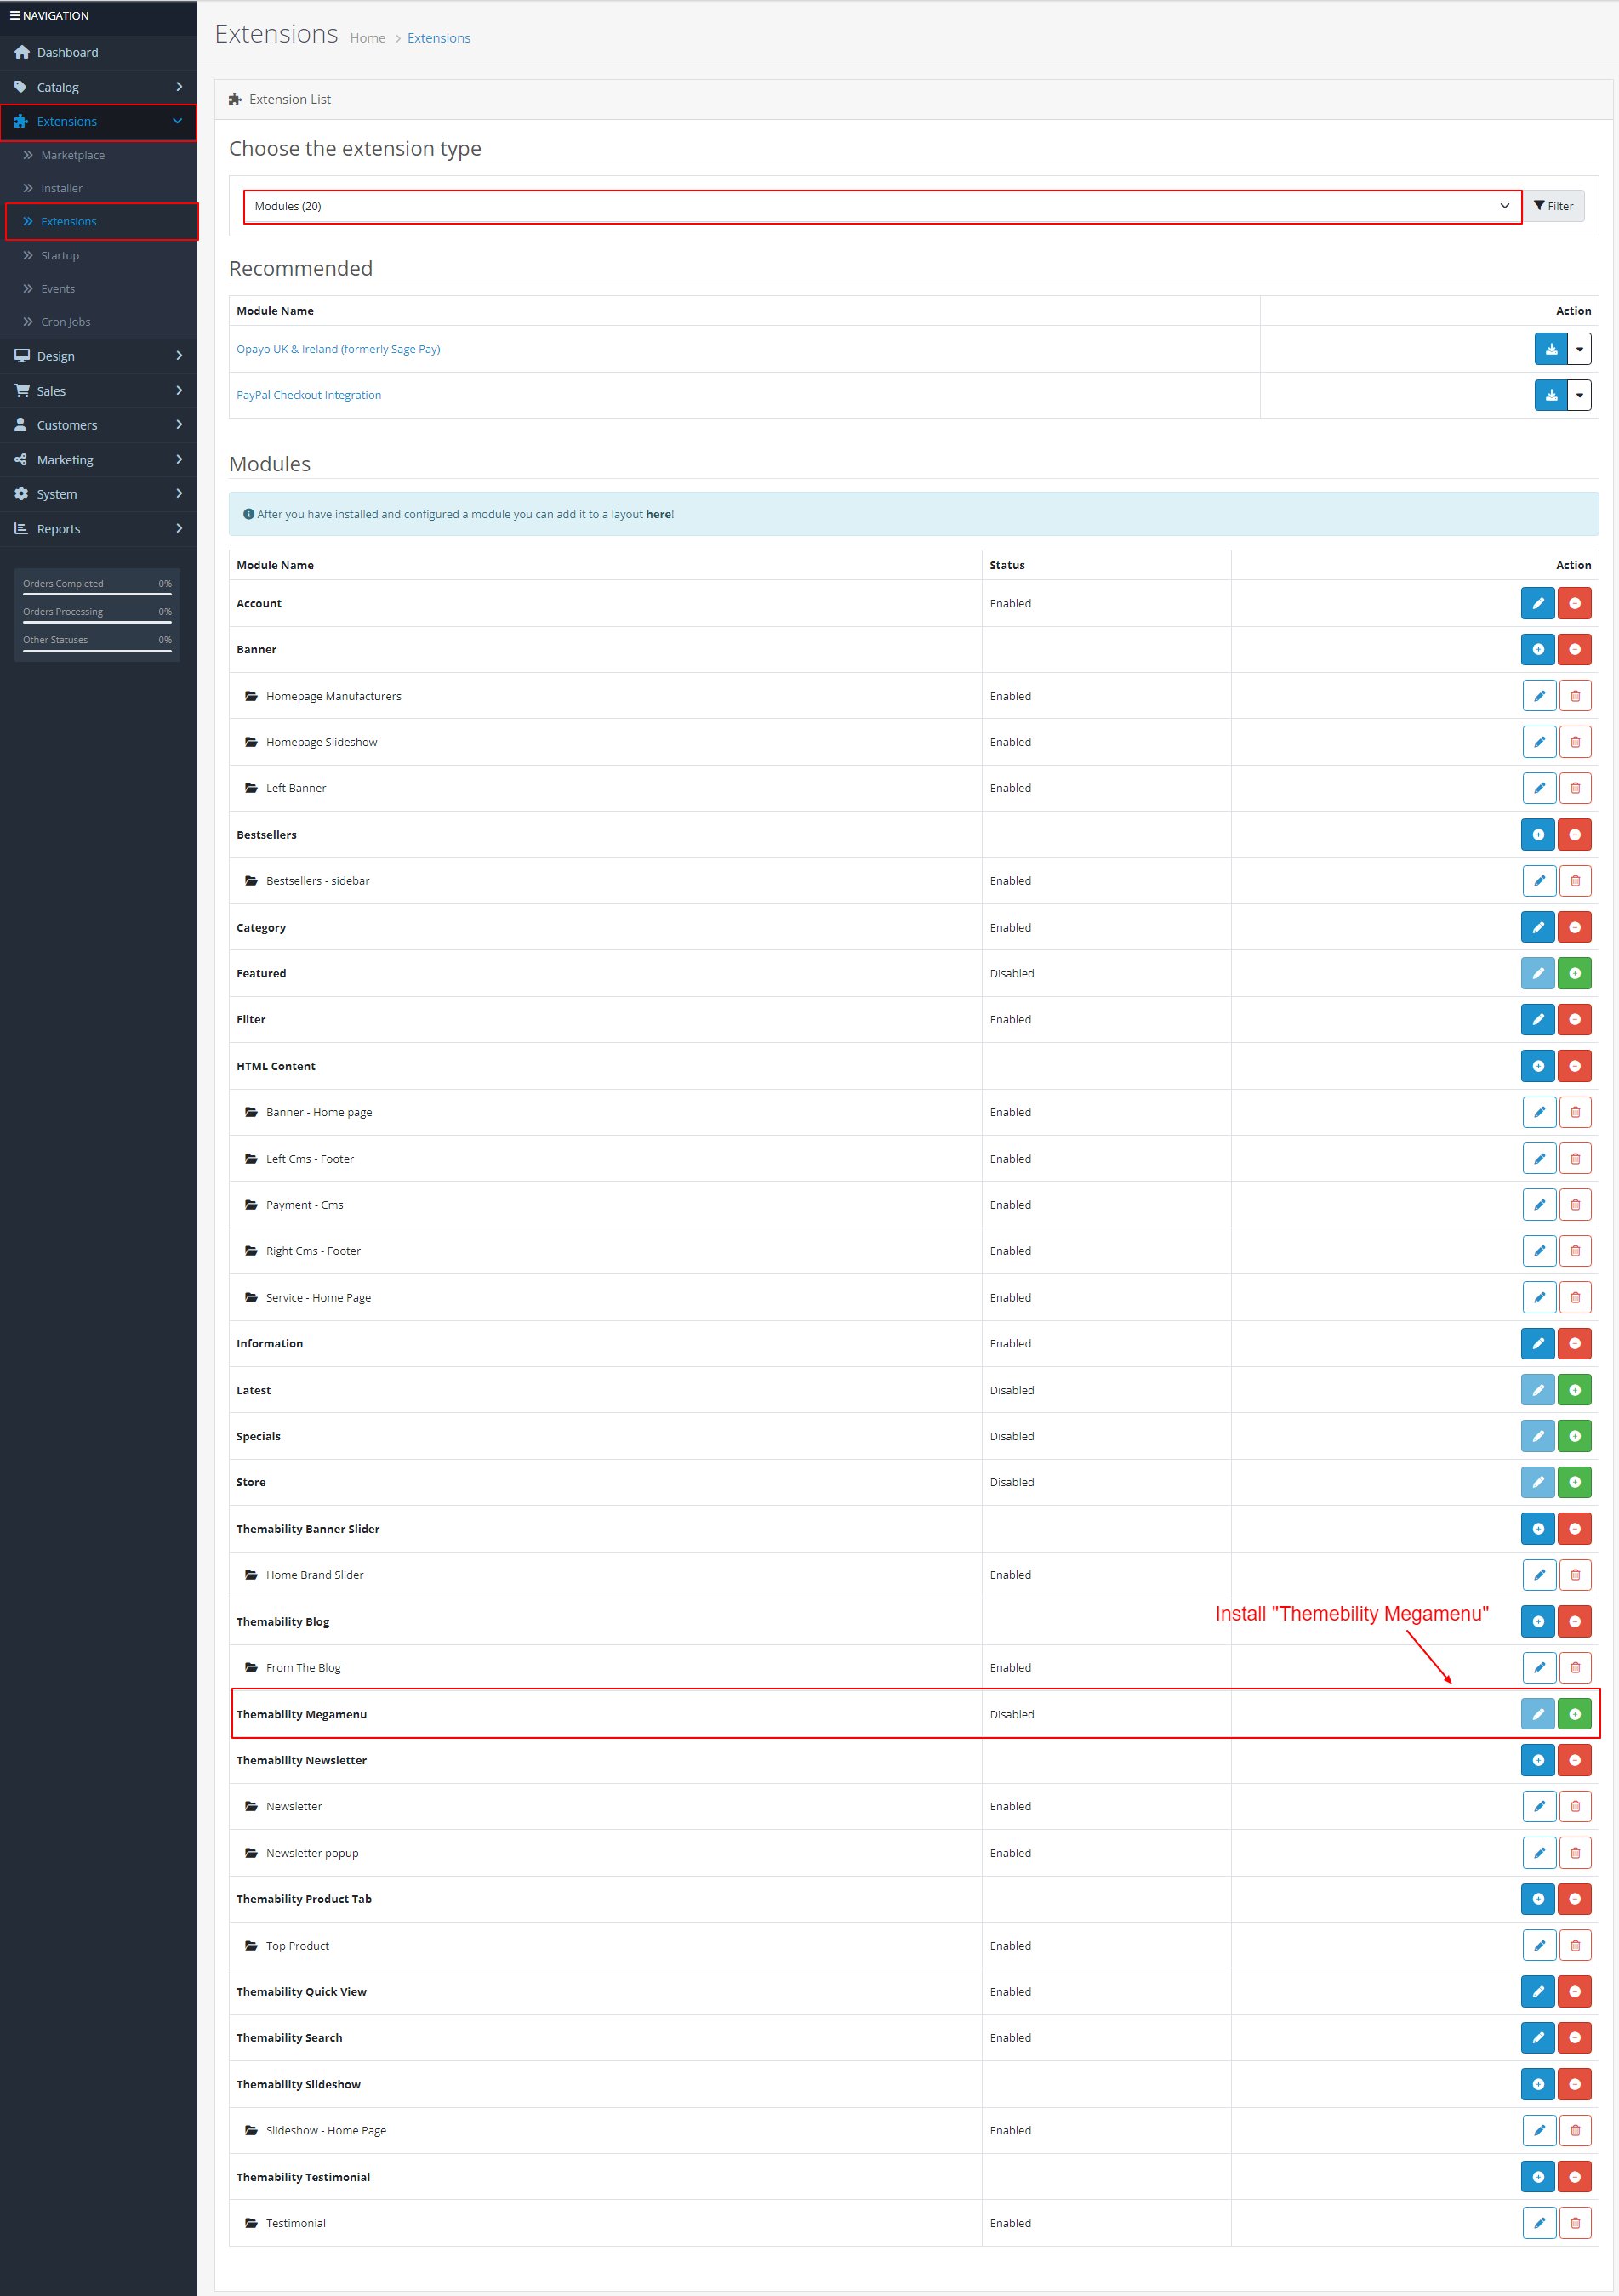 NAVIGATION
Dashboard
Catalog
Extensions
Marketplace
Installer
Extensions
Startup
Events
Cron Jobs
Design
Sales
Customers
Marketing
System
Reports
Orders Completed 0%
Orders Processing 0%
Other Statuses 0%
Extensions Home > Extensions
Extension List
Choose the extension type
Modules (20) Filter
Recommended
Module Name Action
Opayo UK & Ireland (formerly Sage Pay)
PayPal Checkout Integration
Modules
After you have installed and configured a module you can add it to a layout here!
Module Name Status Action
Account Enabled
Banner
Homepage Manufacturers Enabled
Homepage Slideshow Enabled
Left Banner Enabled
Bestsellers
Bestsellers - sidebar Enabled
Category Enabled
Featured Disabled
Filter Enabled
HTML Content
Banner - Home page Enabled
Left Cms - Footer Enabled
Payment - Cms Enabled
Right Cms - Footer Enabled
Service - Home Page Enabled
Information Enabled
Latest Disabled
Specials Disabled
Store Disabled
Themability Banner Slider
Home Brand Slider Enabled
Install "Themebility Megamenu"
Themability Blog
From The Blog Enabled
Themability Megamenu Disabled
Themability Newsletter
Newsletter Enabled
Newsletter popup Enabled
Themability Product Tab
Top Product Enabled
Themability Quick View Enabled
Themability Search Enabled
Themability Slideshow
Slideshow - Home Page Enabled
Themability Testimonial
Testimonial Enabled